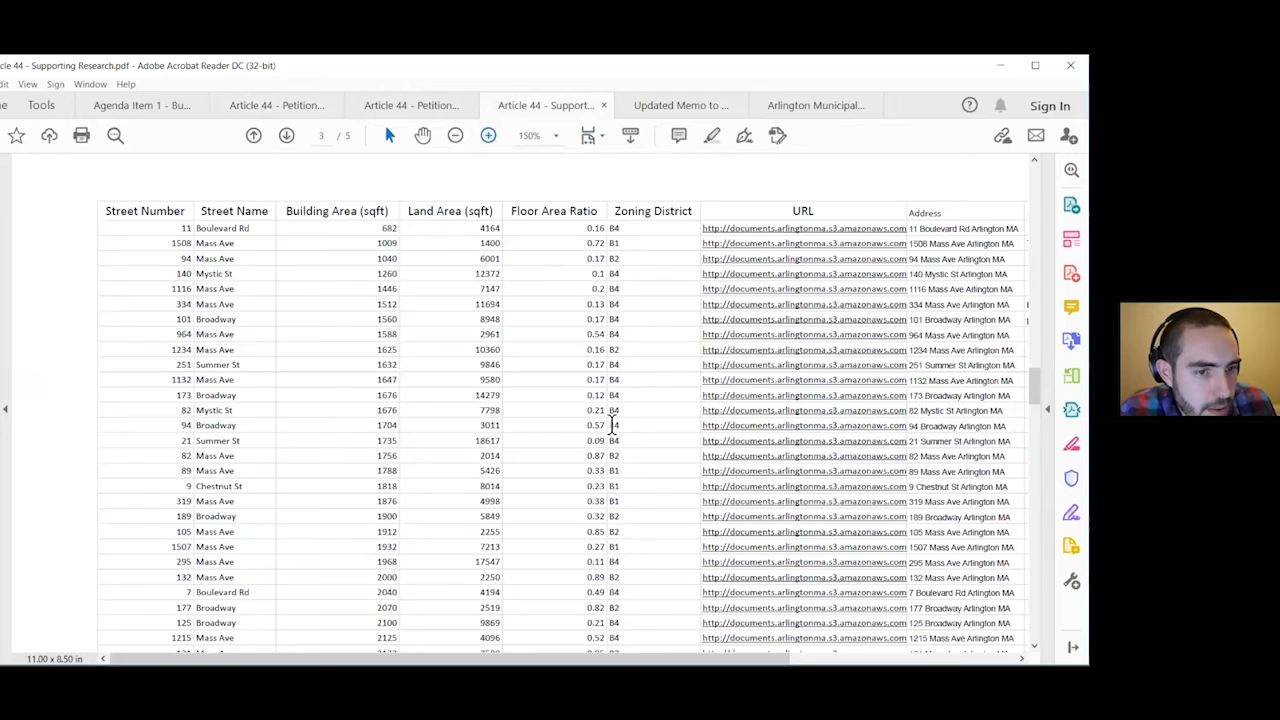 cle 44 - Supporting Research.pdf - Adobe Acrobat Reader DC (32-bit)
dit View Sign Window Help
ne Tools Agenda Item 1 - Bu... Article 44 - Petition... Article 44 - Petition... Article 44 - Support... × Updated Memo to ... Arlington Municipal... Sign In
3 / 5 150%
Street Number Street Name Building Area (sqft) Land Area (sqft) Floor Area Ratio Zoning District URL Address
11 Boulevard Rd 682 4164 0.16 B4 http://documents.arlingtonma.s3.amazonaws.com 11 Boulevard Rd Arlington MA
1508 Mass Ave 1009 1400 0.72 B1 http://documents.arlingtonma.s3.amazonaws.com 1508 Mass Ave Arlington MA
94 Mass Ave 1040 6001 0.17 B2 http://documents.arlingtonma.s3.amazonaws.com 94 Mass Ave Arlington MA
140 Mystic St 1260 12372 0.1 B4 http://documents.arlingtonma.s3.amazonaws.com 140 Mystic St Arlington MA
1116 Mass Ave 1446 7147 0.2 B4 http://documents.arlingtonma.s3.amazonaws.com 1116 Mass Ave Arlington MA
334 Mass Ave 1512 11694 0.13 B4 http://documents.arlingtonma.s3.amazonaws.com 334 Mass Ave Arlington MA
101 Broadway 1560 8948 0.17 B4 http://documents.arlingtonma.s3.amazonaws.com 101 Broadway Arlington MA
964 Mass Ave 1588 2961 0.54 B4 http://documents.arlingtonma.s3.amazonaws.com 964 Mass Ave Arlington MA
1234 Mass Ave 1625 10360 0.16 B2 http://documents.arlingtonma.s3.amazonaws.com 1234 Mass Ave Arlington MA
251 Summer St 1632 9846 0.17 B4 http://documents.arlingtonma.s3.amazonaws.com 251 Summer St Arlington MA
1132 Mass Ave 1647 9580 0.17 B4 http://documents.arlingtonma.s3.amazonaws.com 1132 Mass Ave Arlington MA
173 Broadway 1676 14279 0.12 B4 http://documents.arlingtonma.s3.amazonaws.com 173 Broadway Arlington MA
82 Mystic St 1676 7798 0.21 B4 http://documents.arlingtonma.s3.amazonaws.com 82 Mystic St Arlington MA
94 Broadway 1704 3011 0.57 http://documents.arlingtonma.s3.amazonaws.com 94 Broadway Arlington MA
21 Summer St 1735 18617 0.09 B4 http://documents.arlingtonma.s3.amazonaws.com 21 Summer St Arlington MA
82 Mass Ave 1756 2014 0.87 B2 http://documents.arlingtonma.s3.amazonaws.com 82 Mass Ave Arlington MA
89 Mass Ave 1788 5426 0.33 B1 http://documents.arlingtonma.s3.amazonaws.com 89 Mass Ave Arlington MA
9 Chestnut St 1818 8014 0.23 B1 http://documents.arlingtonma.s3.amazonaws.com 9 Chestnut St Arlington MA
319 Mass Ave 1876 4998 0.38 B1 http://documents.arlingtonma.s3.amazonaws.com 319 Mass Ave Arlington MA
189 Broadway 1900 5849 0.32 B2 http://documents.arlingtonma.s3.amazonaws.com 189 Broadway Arlington MA
105 Mass Ave 1912 2255 0.85 B2 http://documents.arlingtonma.s3.amazonaws.com 105 Mass Ave Arlington MA
1507 Mass Ave 1932 7213 0.27 B1 http://documents.arlingtonma.s3.amazonaws.com 1507 Mass Ave Arlington MA
295 Mass Ave 1968 17547 0.11 B4 http://documents.arlingtonma.s3.amazonaws.com 295 Mass Ave Arlington MA
132 Mass Ave 2000 2250 0.89 B2 http://documents.arlingtonma.s3.amazonaws.com 132 Mass Ave Arlington MA
7 Boulevard Rd 2040 4194 0.49 B4 http://documents.arlingtonma.s3.amazonaws.com 7 Boulevard Rd Arlington MA
177 Broadway 2070 2519 0.82 B2 http://documents.arlingtonma.s3.amazonaws.com 177 Broadway Arlington MA
125 Broadway 2100 9869 0.21 B4 http://documents.arlingtonma.s3.amazonaws.com 125 Broadway Arlington MA
1215 Mass Ave 2125 4096 0.52 B4 http://documents.arlingtonma.s3.amazonaws.com 1215 Mass Ave Arlington MA
11.00 x 8.50 in